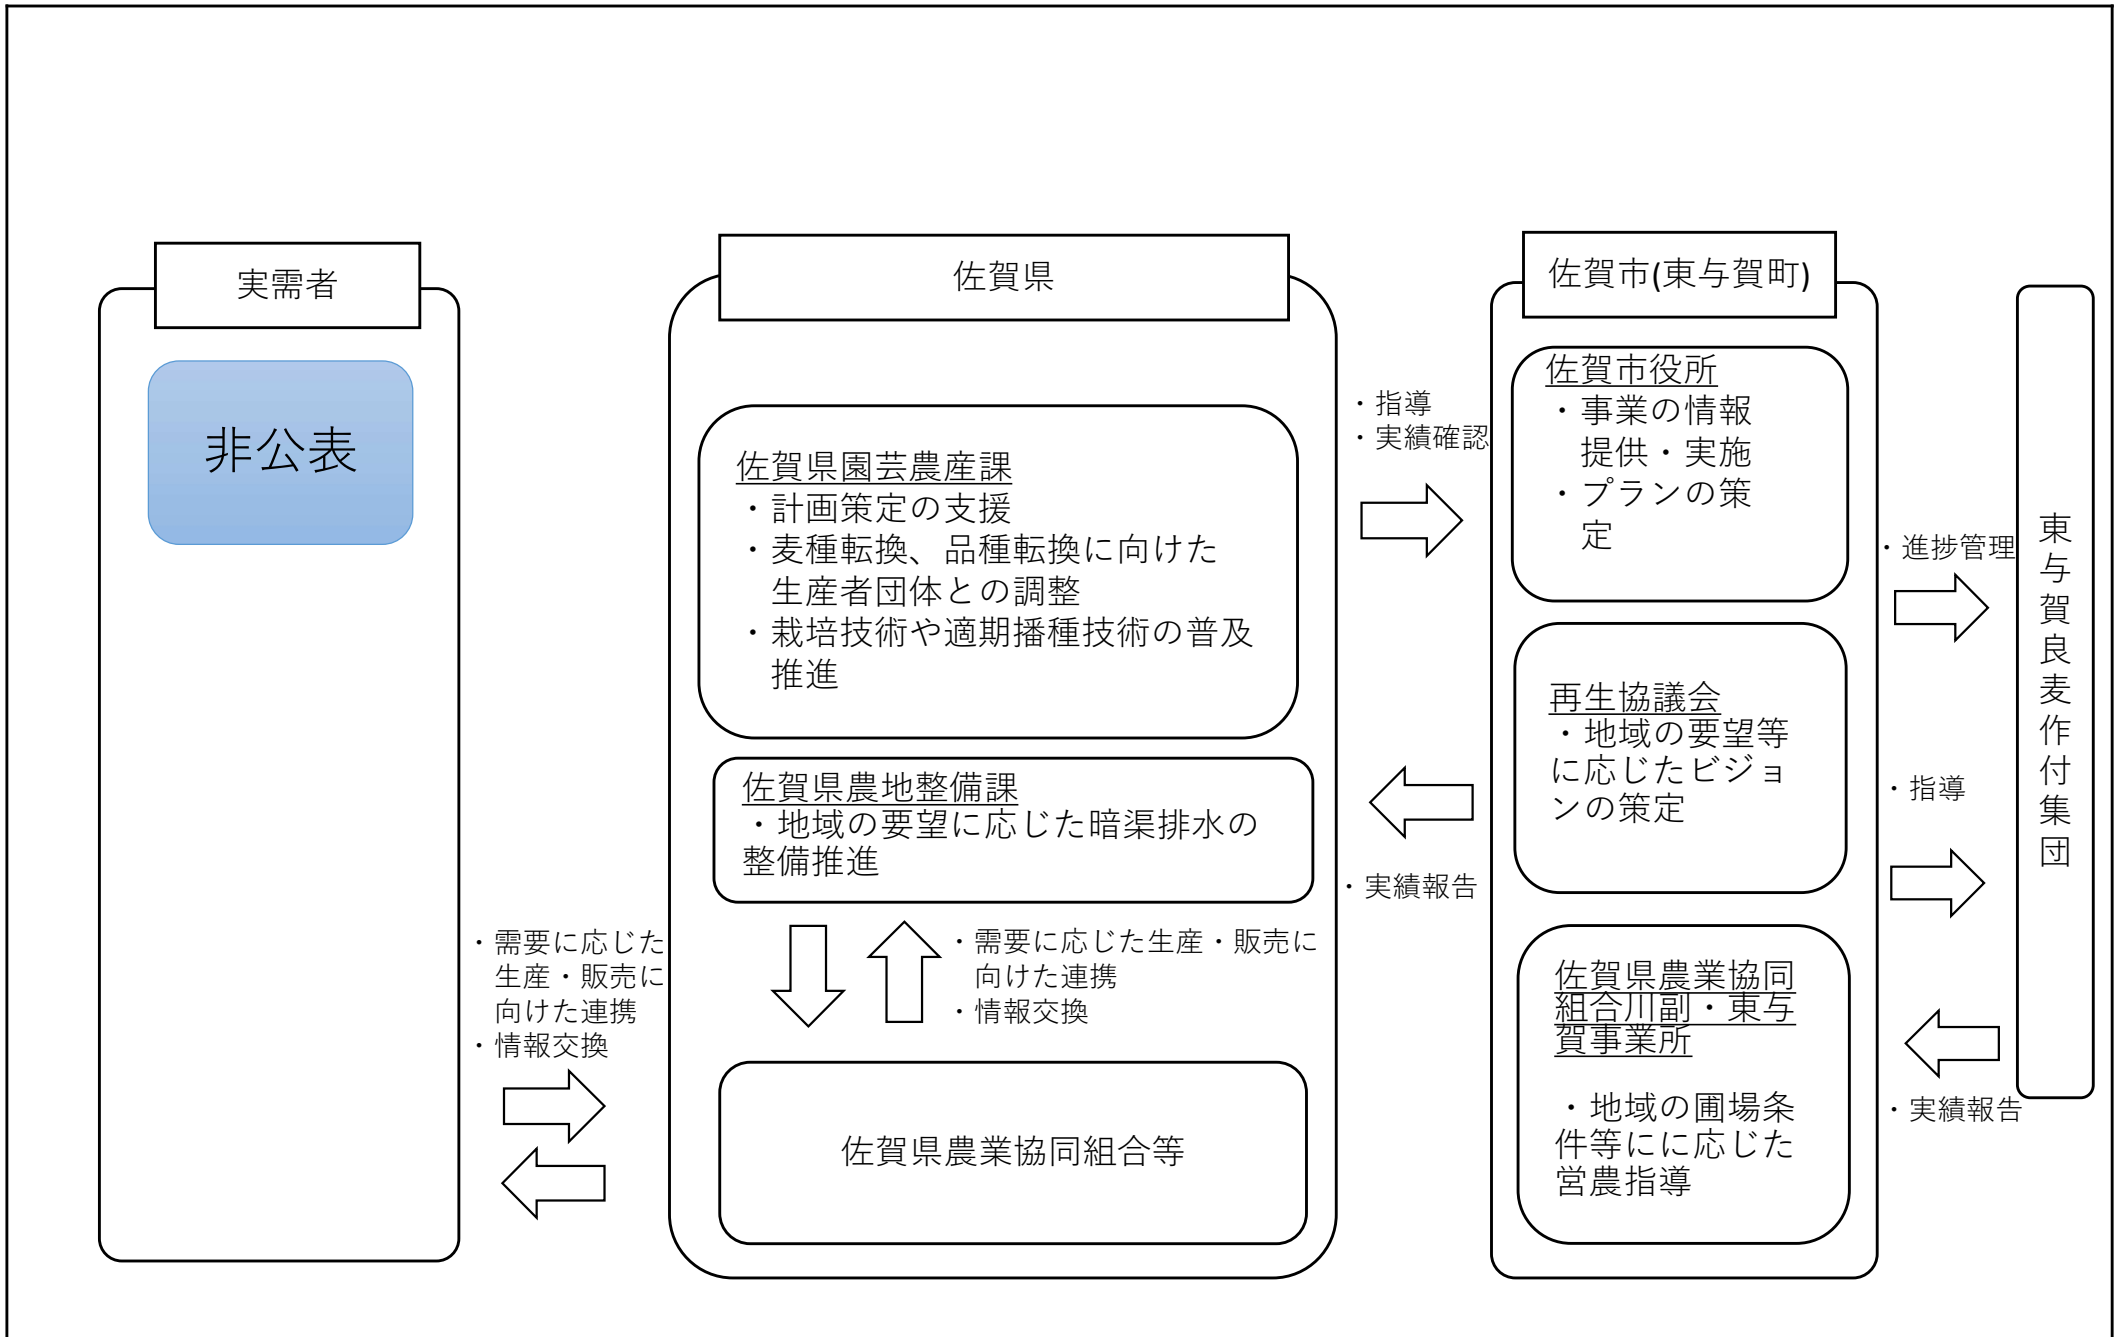 実需者
非公表
・需要に応じた
生産・販売に
向けた連携
・情報交換
佐賀県
佐賀県園芸農産課
・計画策定の支援
・麦種転換、品種転換に向けた
生産者団体との調整
・栽培技術や適期播種技術の普及
推進
佐賀県農地整備課
・地域の要望に応じた暗渠排水の
整備推進
・需要に応じた生産・販売に
向けた連携
・情報交換
佐賀県農業協同組合等
・指導
・実績確認
・実績報告
佐賀市(東与賀町)
佐賀市役所
・事業の情報
提供・実施
・プランの策
定
再生協議会
・地域の要望等
に応じたビジョ
ンの策定
佐賀県農業協同
組合川副・東与
賀事業所
・地域の圃場条
件等にに応じた
営農指導
・進捗管理
・指導
・実績報告
東与賀良麦作付集団